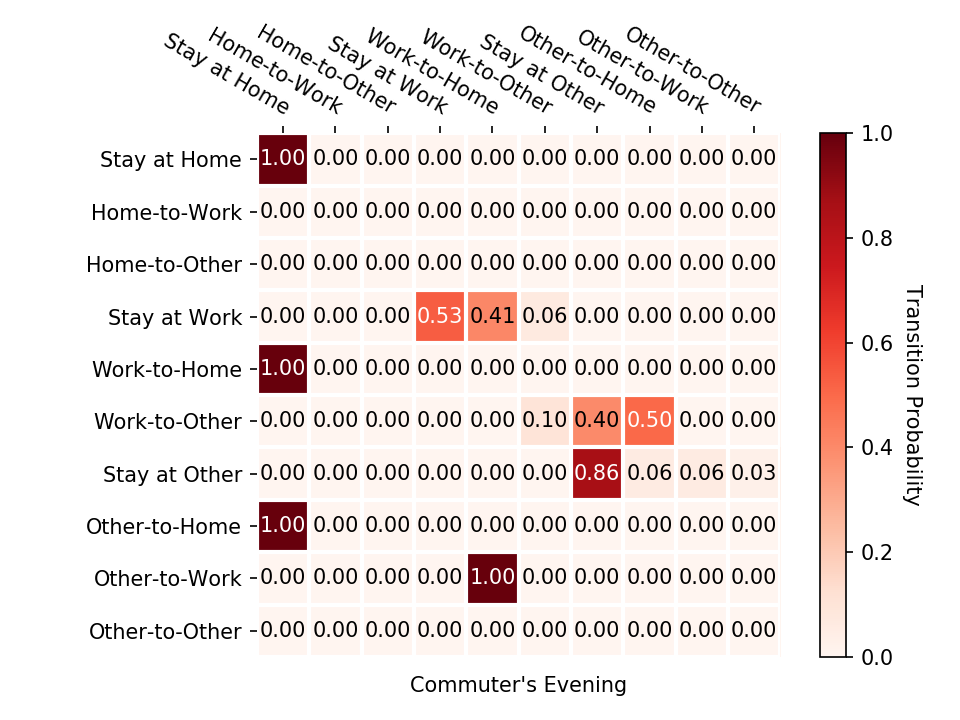 Stay at Home
Home-to-Work
Home-to-Other
Stay at Work
Work-to-Home
Work-to-Other
Stay at Other
Other-to-Home
Other-to-Work
Other-to-Other
Stay at Home 1.00 0.00 0.00 0.00 0.00 0.00 0.00 0.00 0.00 0.00
Home-to-Work 0.00 0.00 0.00 0.00 0.00 0.00 0.00 0.00 0.00 0.00
Home-to-Other 0.00 0.00 0.00 0.00 0.00 0.00 0.00 0.00 0.00 0.00
Stay at Work 0.00 0.00 0.00 0.53 0.41 0.06 0.00 0.00 0.00 0.00
Work-to-Home 1.00 0.00 0.00 0.00 0.00 0.00 0.00 0.00 0.00 0.00
Work-to-Other 0.00 0.00 0.00 0.00 0.00 0.10 0.40 0.50 0.00 0.00
Stay at Other 0.00 0.00 0.00 0.00 0.00 0.00 0.86 0.06 0.06 0.03
Other-to-Home 1.00 0.00 0.00 0.00 0.00 0.00 0.00 0.00 0.00 0.00
Other-to-Work 0.00 0.00 0.00 0.00 1.00 0.00 0.00 0.00 0.00 0.00
Other-to-Other 0.00 0.00 0.00 0.00 0.00 0.00 0.00 0.00 0.00 0.00
Commuter's Evening
1.0
0.8
0.6
0.4
0.2
0.0
Transition Probability